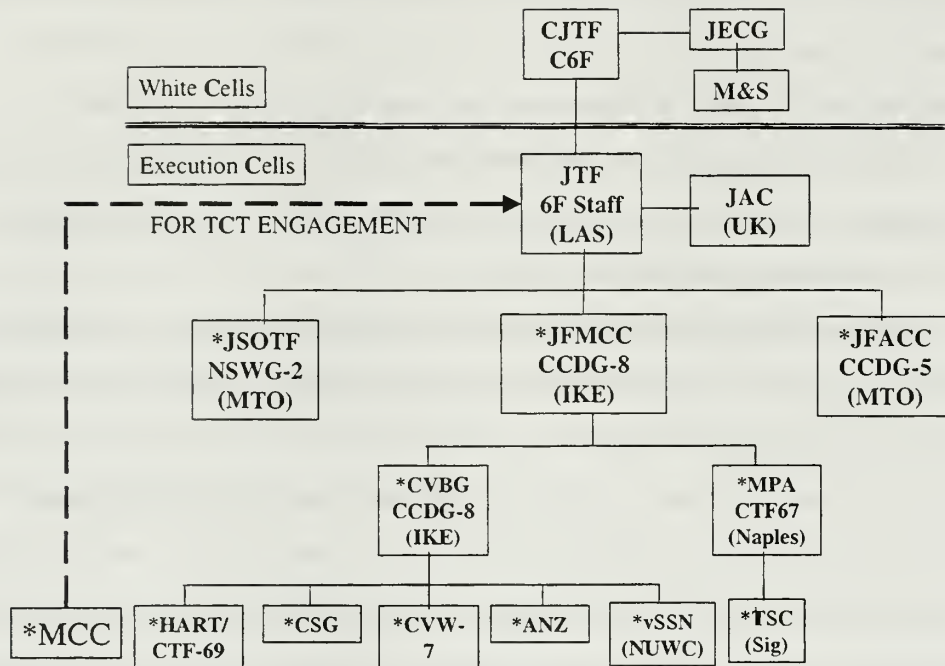 CJTF
C6F
JECG
M&S
White Cells
Execution Cells
JTF
6F Staff
(LAS)
JAC
(UK)
FOR TCT ENGAGEMENT
*JSOTF
NSWG-2
(MTO)
*JFMCC
CCDG-8
(IKE)
*JFACC
CCDG-5
(MTO)
*CVBG
CCDG-8
(IKE)
*MPA
CTF67
(Naples)
*MCC
*HART/
CTF-69
*CSG
*CVW-
7
*ANZ
*vSSN
(NUWC)
*TSC
(Sig)